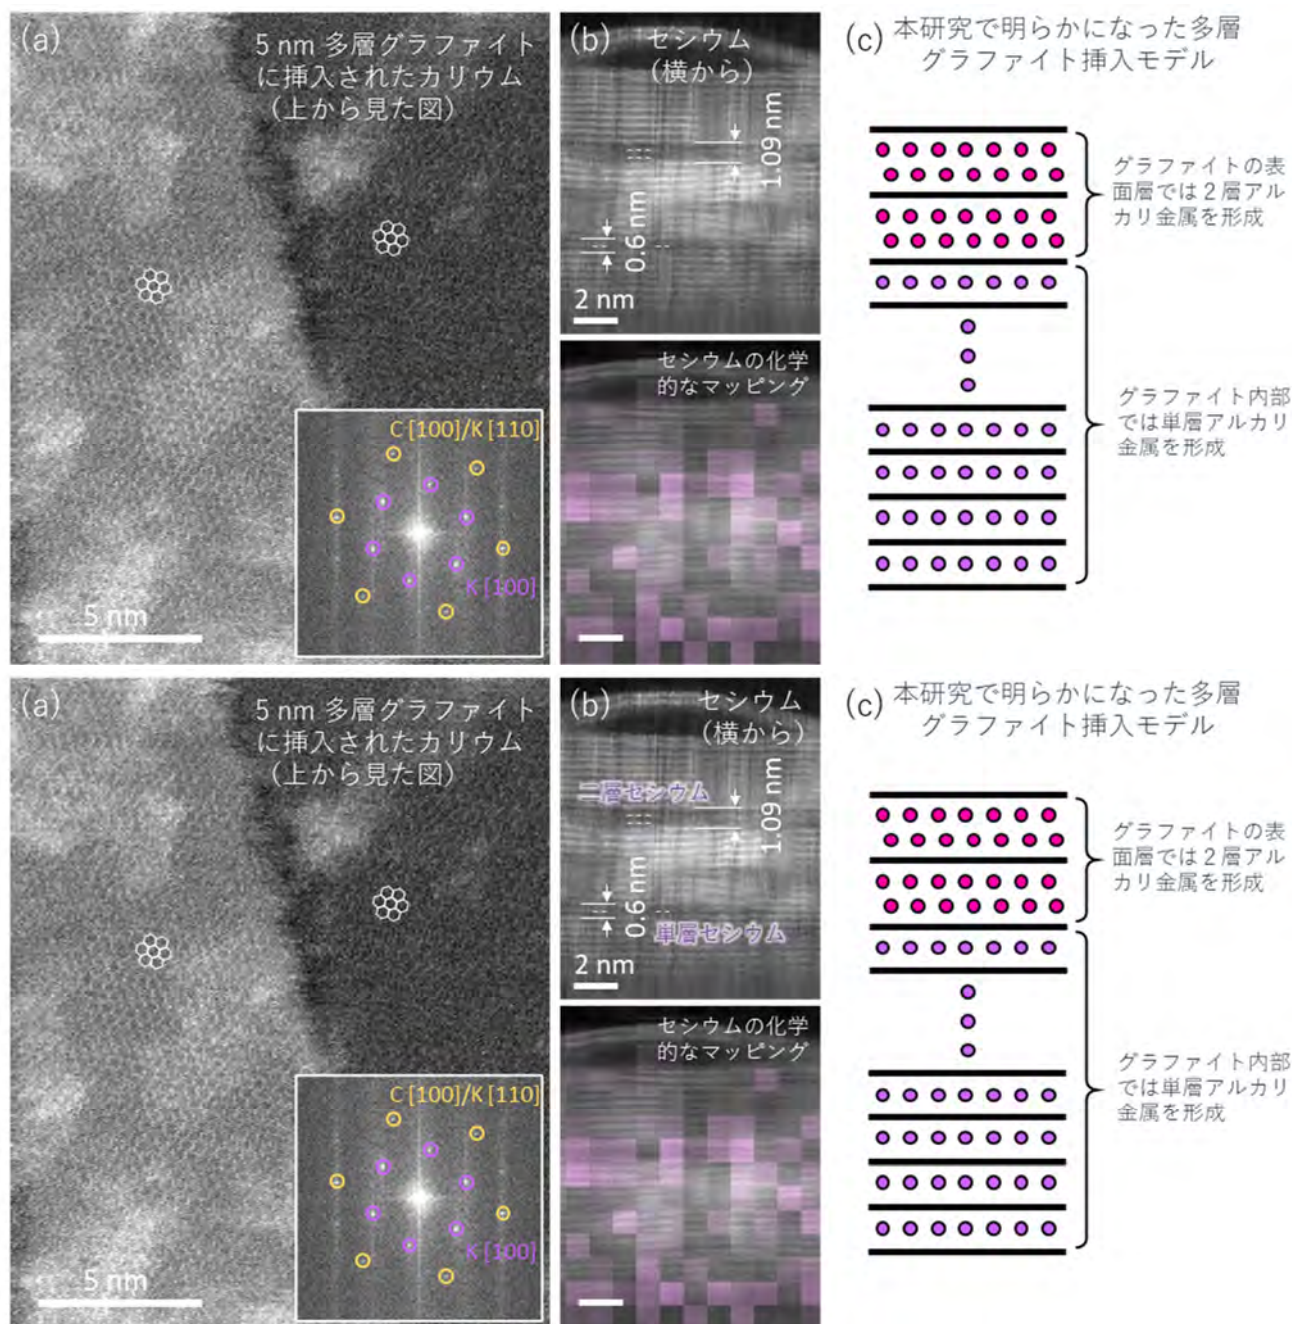 (a)
5 nm 多層グラファイト
に挿入されたカリウム
(上から見た図)
C [100]/K [110]
K [100]
5 nm
(b)
セシウム
(横から)
1.09 nm
0.6 nm
2 nm
セシウムの化学
的なマッピング
(c) 本研究で明らかになった多層
グラファイト挿入モデル
グラファイトの表
面層では2層アル
カリ金属を形成
グラファイト内部
では単層アルカリ
金属を形成
(a)
5 nm 多層グラファイト
に挿入されたカリウム
(上から見た図)
C [100]/K [110]
K [100]
5 nm
(b)
セシウム
(横から)
二層セシウム
1.09 nm
0.6 nm
単層セシウム
2 nm
セシウムの化学
的なマッピング
(c) 本研究で明らかになった多層
グラファイト挿入モデル
グラファイトの表
面層では2層アル
カリ金属を形成
グラファイト内部
では単層アルカリ
金属を形成